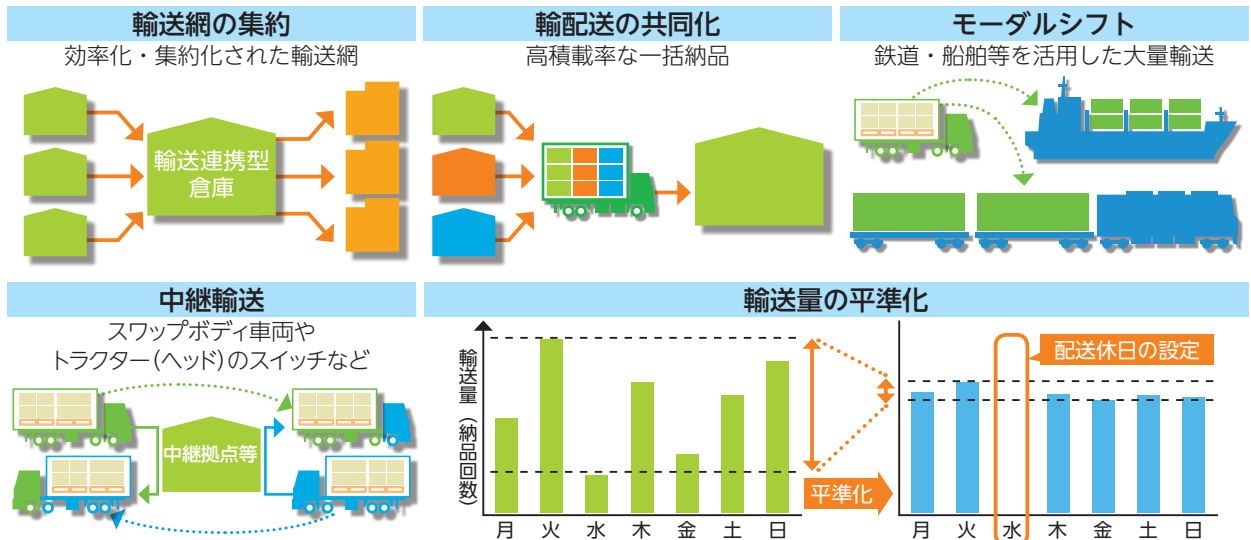 輸送網の集約
効率化・集約化された輸送網
輸送連携型
倉庫
輸配送の共同化
高積載率な一括納品
モーダルシフト
鉄道・船舶等を活用した大量輸送
中継輸送
スワップボディ車両や
トラクター(ヘッド)のスイッチなど
中継拠点等
輸送量の平準化
輸送量(納品回数)
月 火 水 木 金 土 日
平準化
配送休日の設定
月 火 水 木 金 土 日